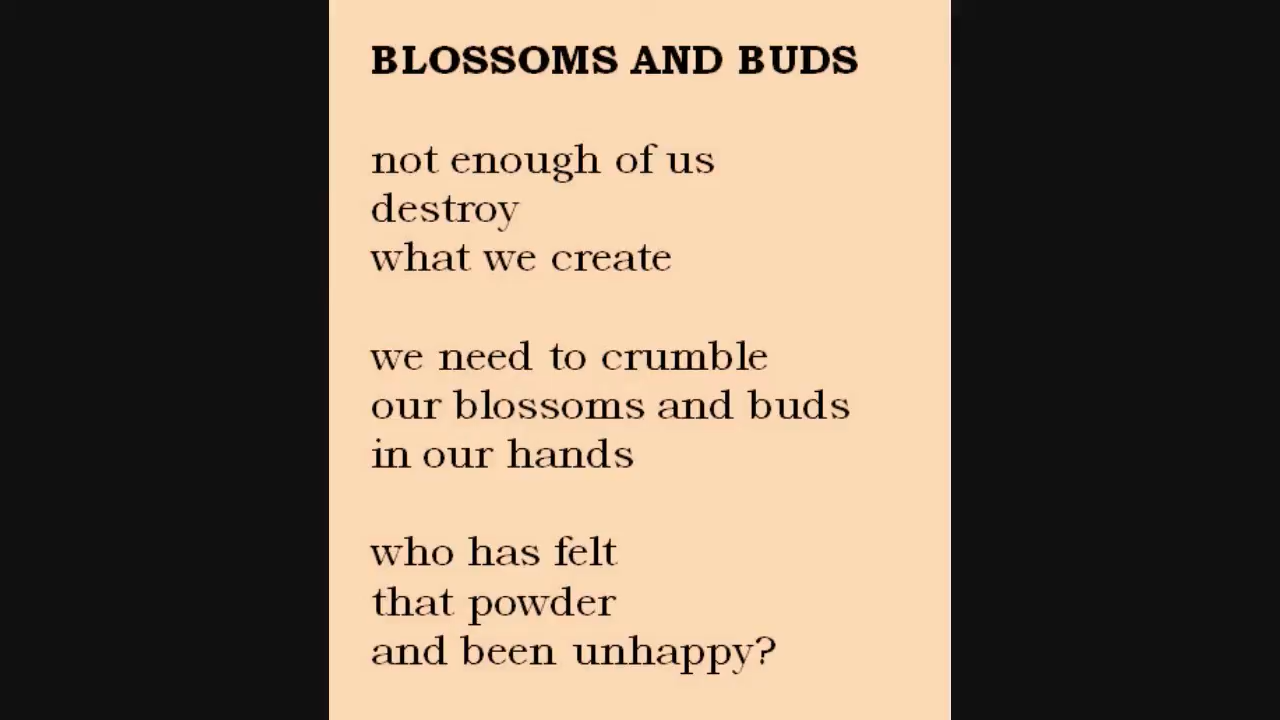 BLOSSOMS AND BUDS
not enough of us
destroy
what we create
we need to crumble
our blossoms and buds
in our hands
who has felt
that powder
and been unhappy?